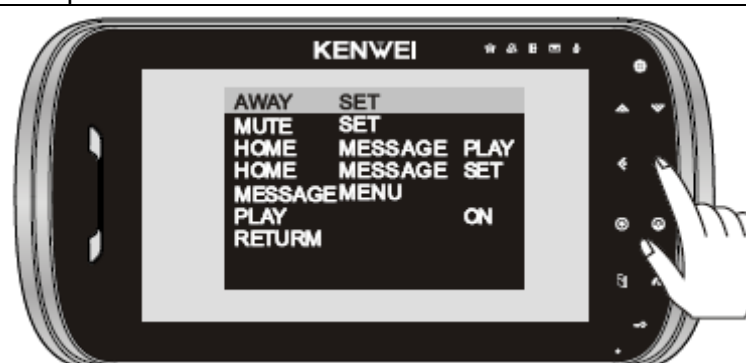 KENWEI
AWAY SET
MUTE SET
HOME MESSAGE PLAY
HOME MESSAGE SET
MESSAGE MENU
PLAY ON
RETURM